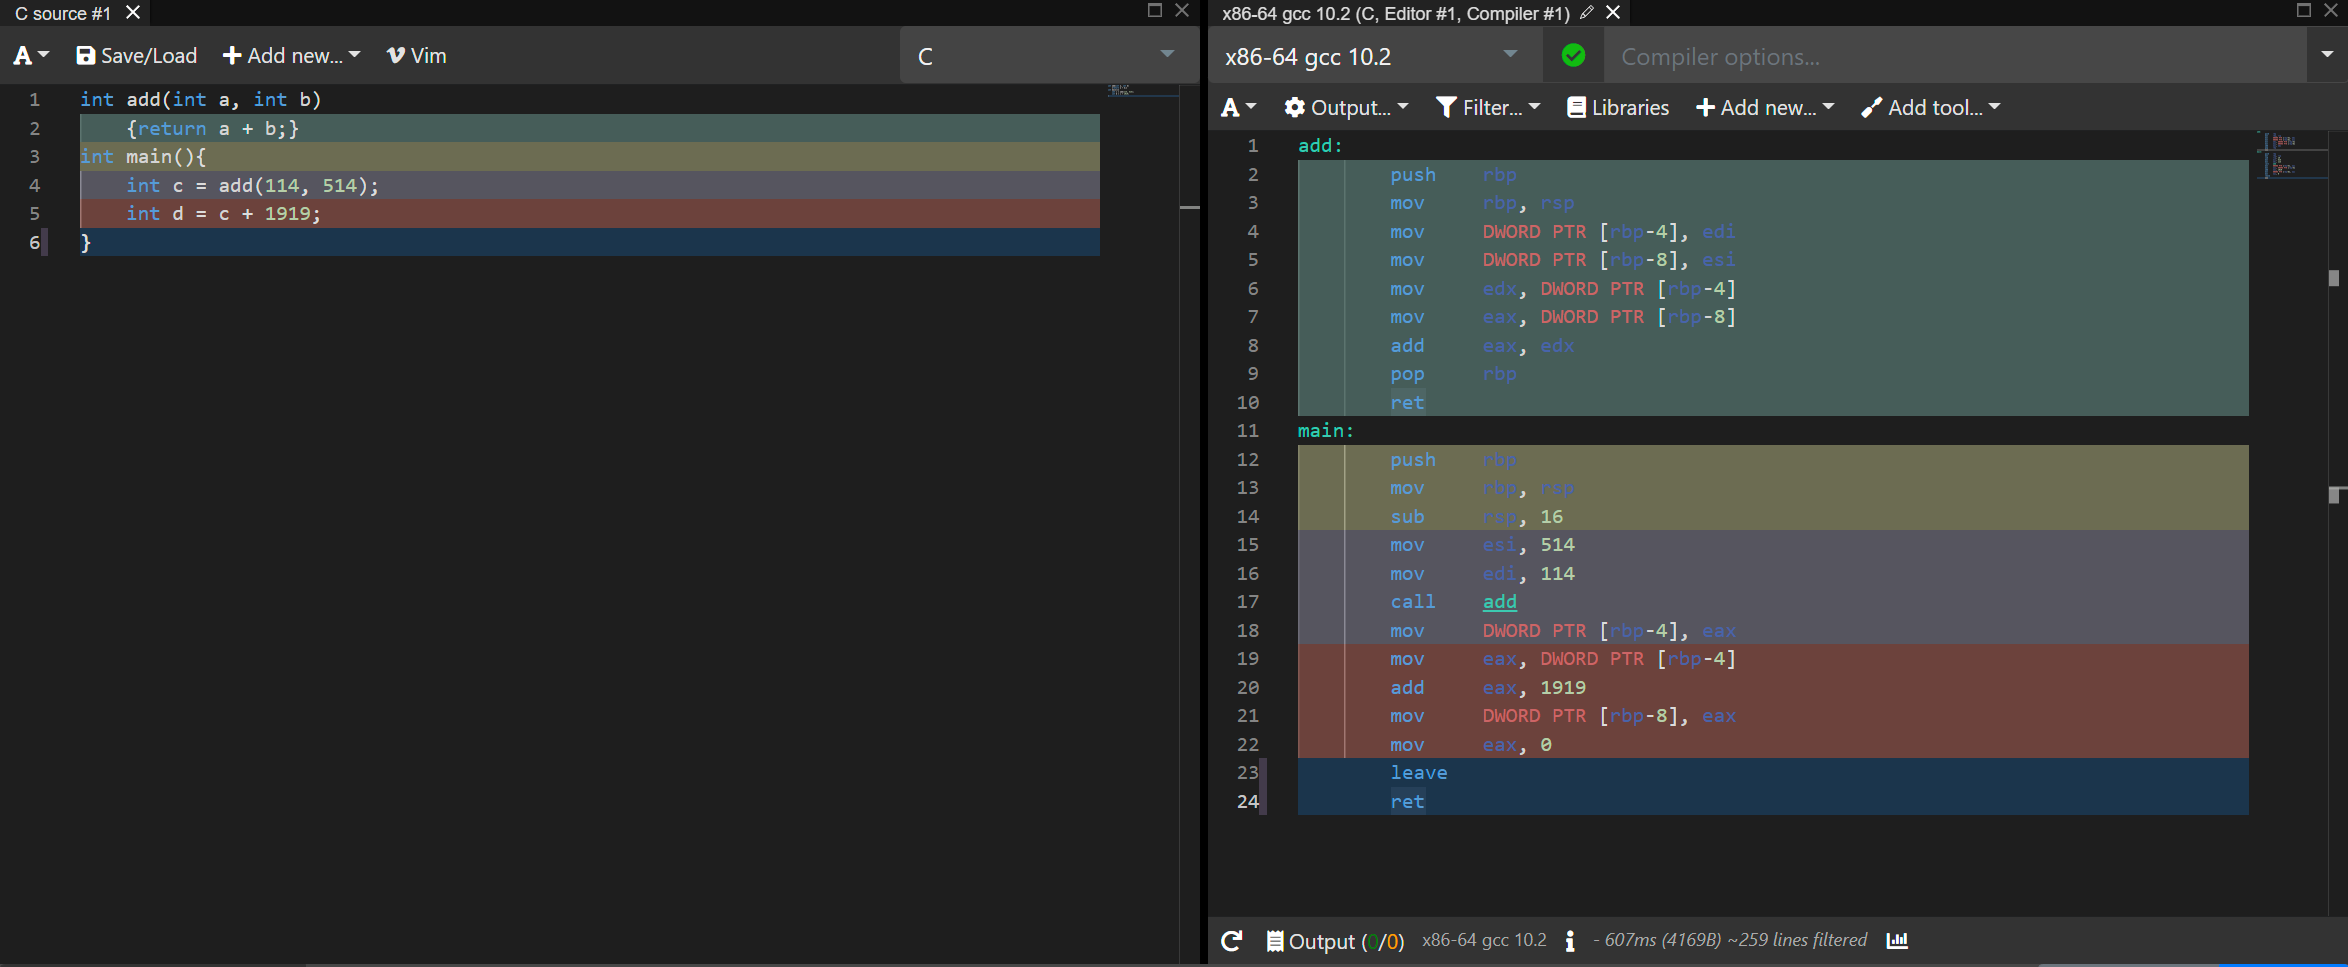 C source #1
A Save/Load + Add new... Vim C
1 int add(int a, int b)
2 {return a + b;}
3 int main(){
4 int c = add(114, 514);
5 int d = c + 1919;
6 }
x86-64 gcc 10.2 (C, Editor #1, Compiler #1)
x86-64 gcc 10.2 Compiler options...
A Output... Filter... Libraries + Add new... Add tool...
1 add:
2 push rbp
3 mov rbp, rsp
4 mov DWORD PTR [rbp-4], edi
5 mov DWORD PTR [rbp-8], esi
6 mov edx, DWORD PTR [rbp-4]
7 mov eax, DWORD PTR [rbp-8]
8 add eax, edx
9 pop rbp
10 ret
11 main:
12 push rbp
13 mov rbp, rsp
14 sub rsp, 16
15 mov esi, 514
16 mov edi, 114
17 call add
18 mov DWORD PTR [rbp-4], eax
19 mov eax, DWORD PTR [rbp-4]
20 add eax, 1919
21 mov DWORD PTR [rbp-8], eax
22 mov eax, 0
23 leave
24 ret
Output (0/0) x86-64 gcc 10.2 i - 607ms (4169B) ~259 lines filtered